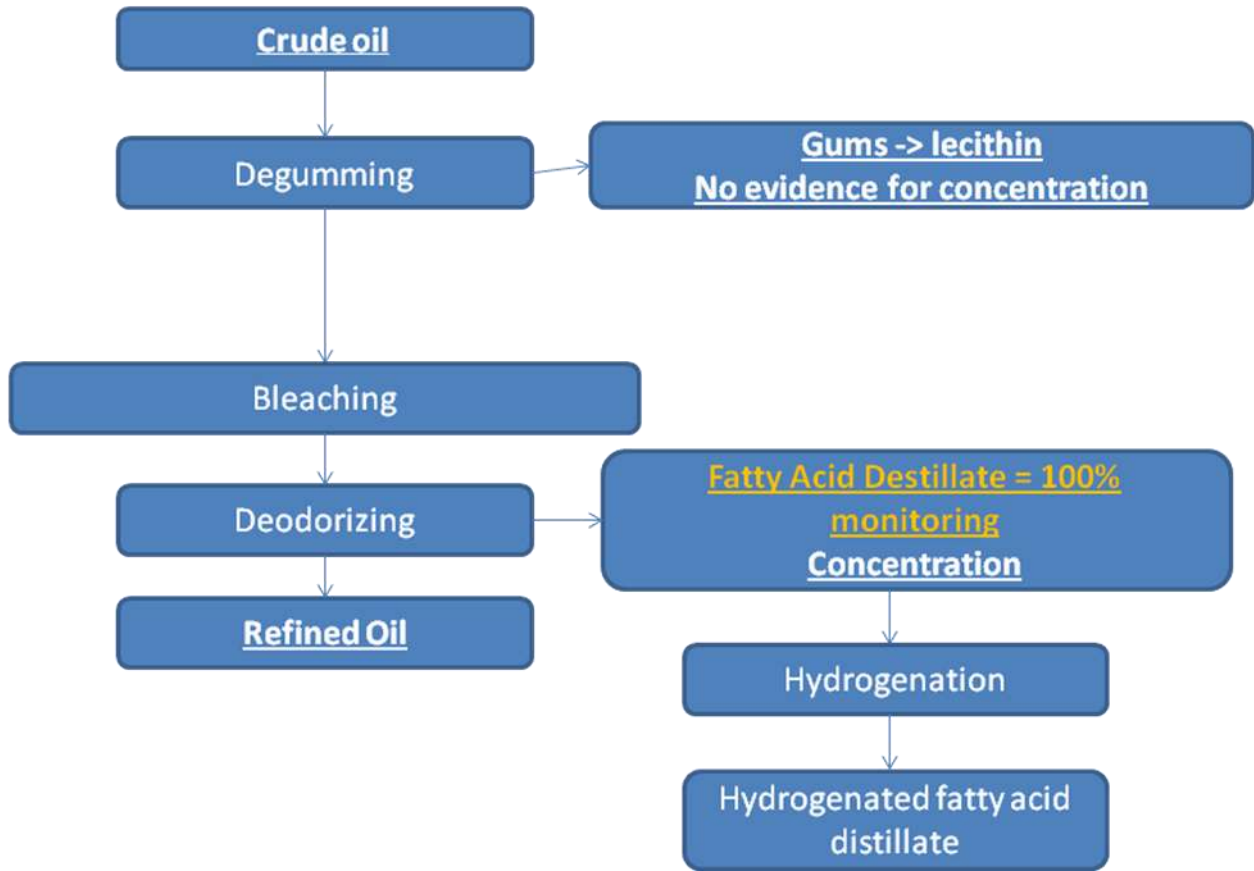 Crude oil
Degumming
Gums -> lecithin
No evidence for concentration
Bleaching
Deodorizing
Fatty Acid Destillate = 100%
monitoring
Concentration
Refined Oil
Hydrogenation
Hydrogenated fatty acid
distillate